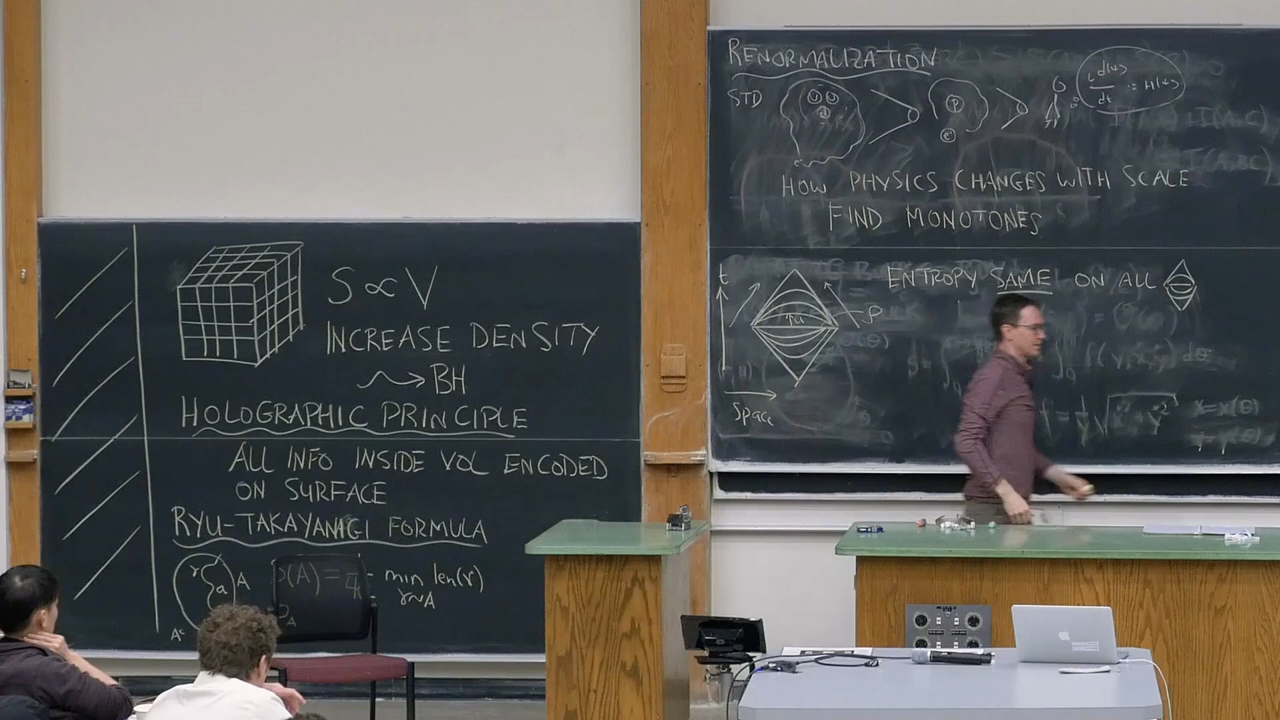 S ∝ V
INCREASE DENSITY
→ BH
HOLOGRAPHIC PRINCIPLE
ALL INFO INSIDE VOL ENCODED
ON SURFACE
RYU-TAKAYANAGI FORMULA
γ a A
S(A) = min len(γ)
γ~A
Aᶜ
RENORMALIZATION
STD
HOW PHYSICS CHANGES WITH SCALE
FIND MONOTONES
t
ENTROPY SAME ON ALL
ρ
Space